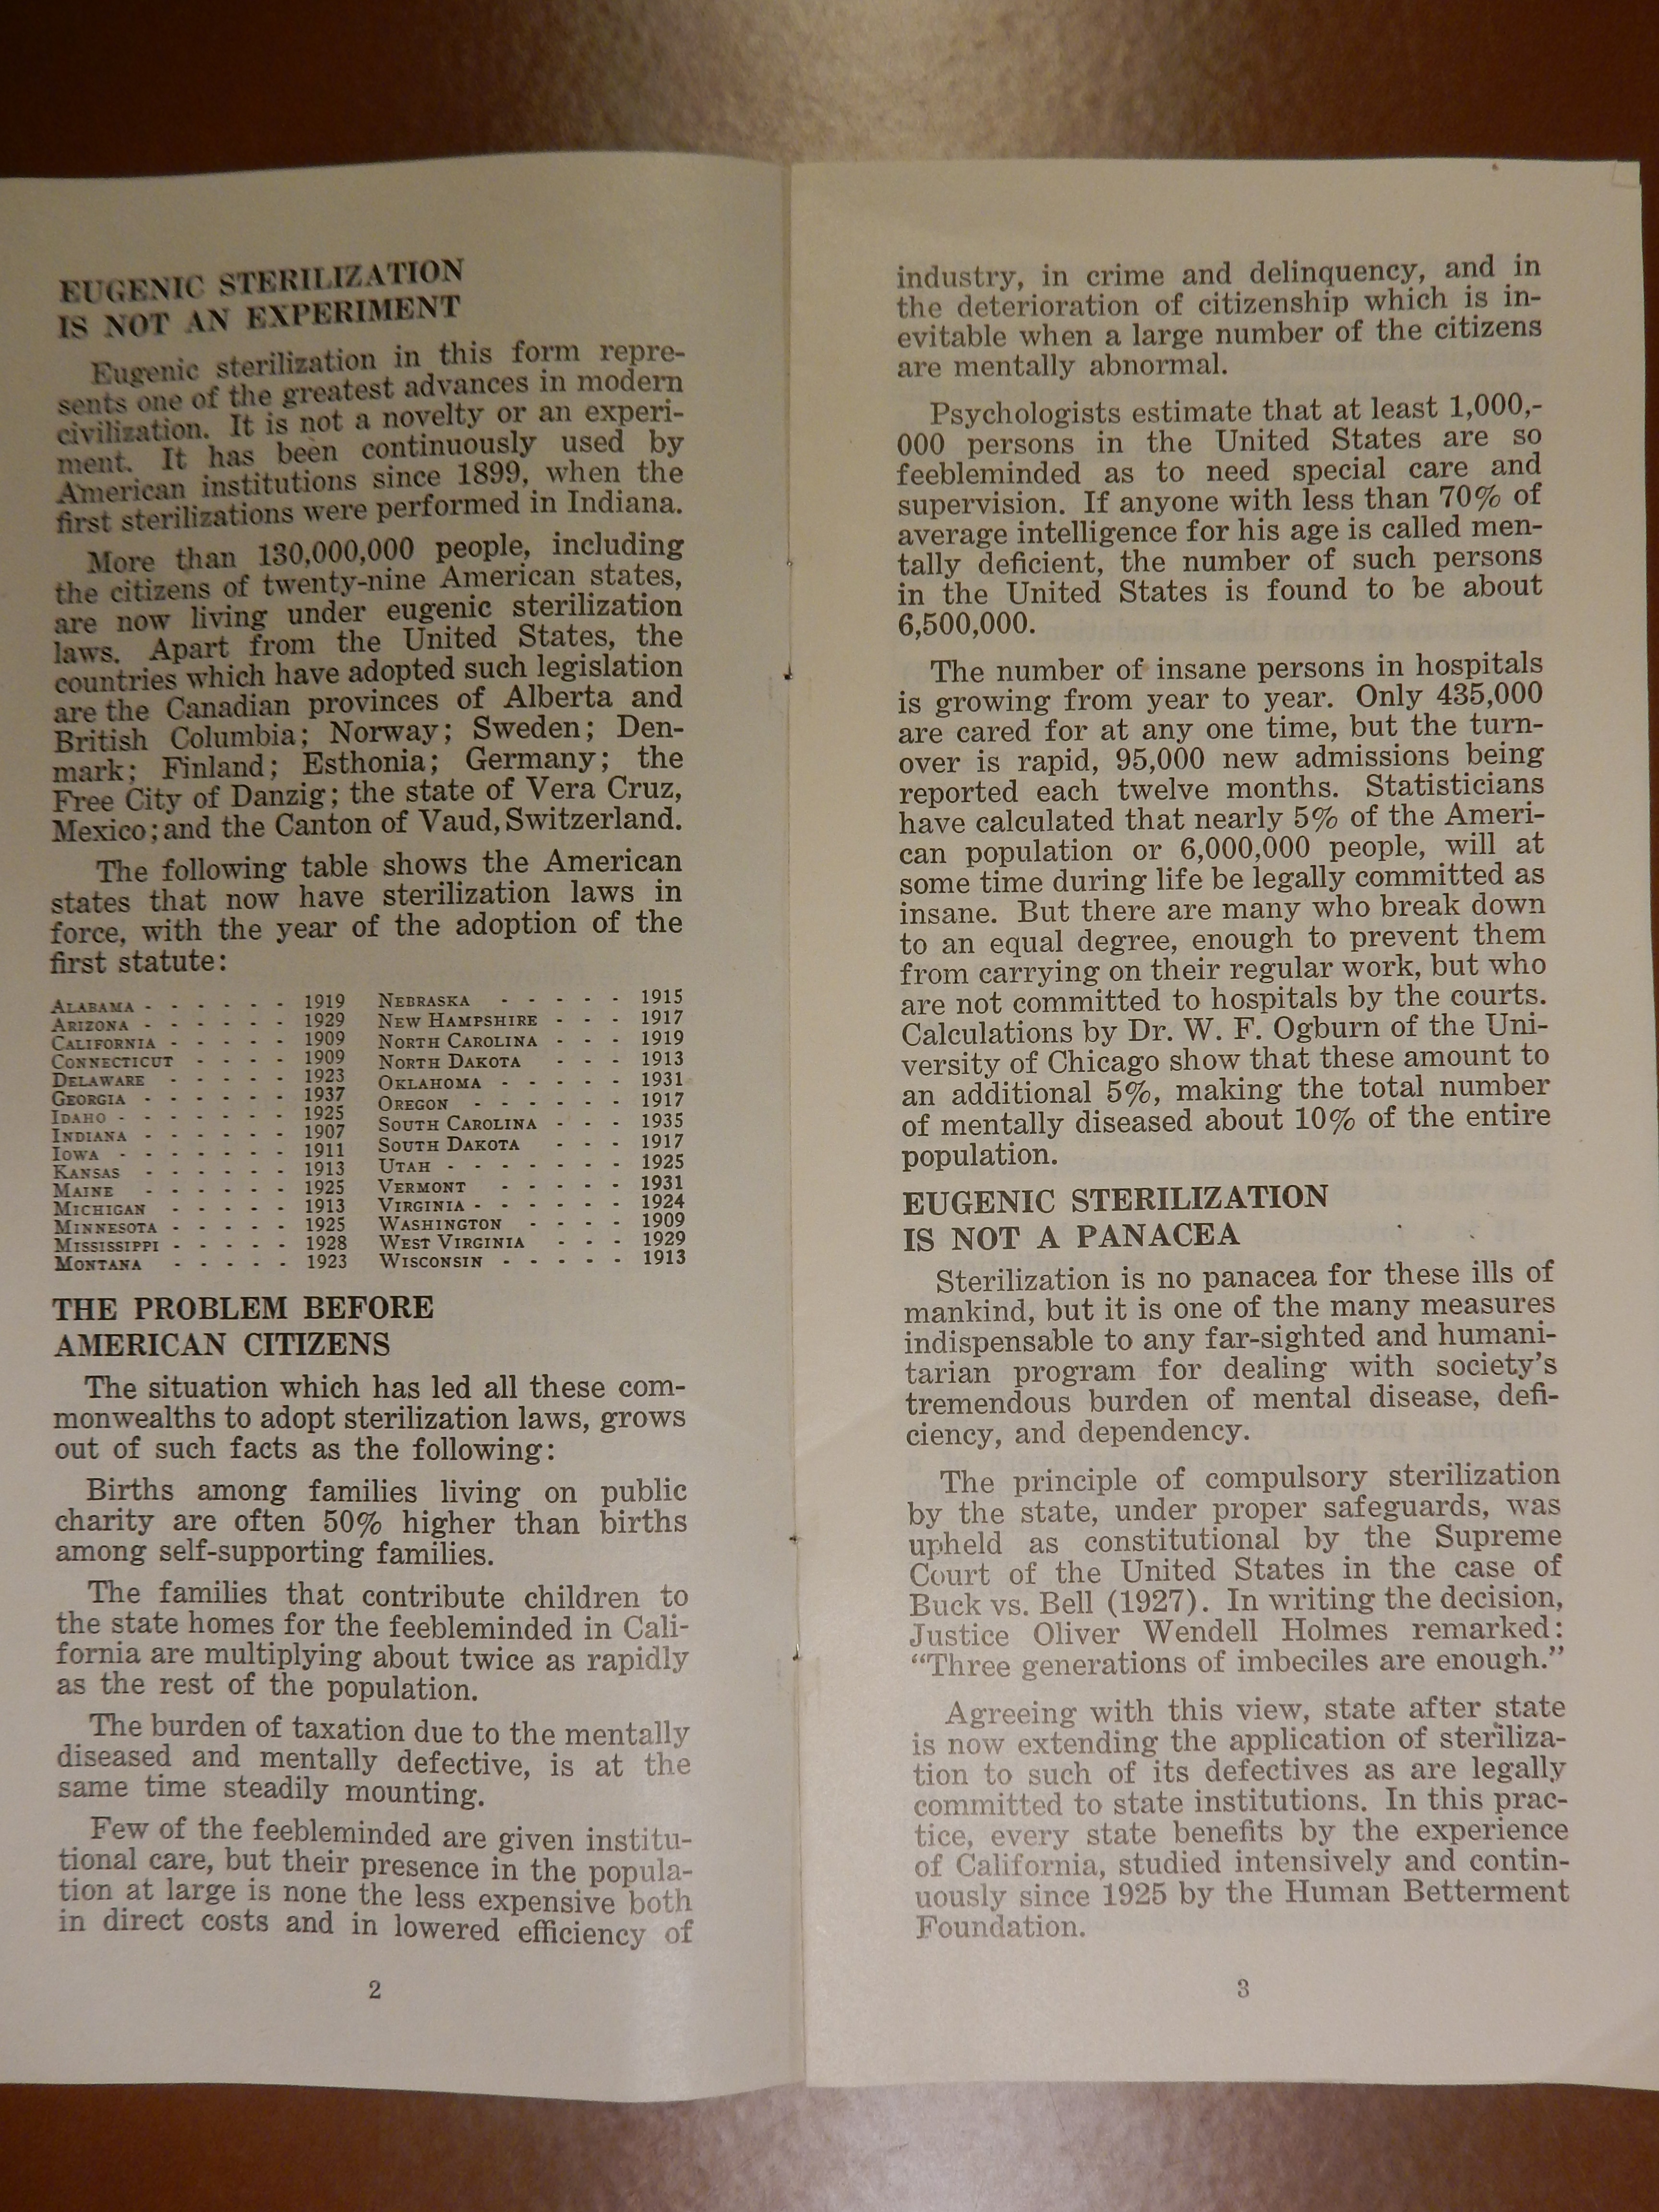 EUGENIC STERILIZATION
IS NOT AN EXPERIMENT
Eugenic sterilization in this form repre-
sents one of the greatest advances in modern
civilization. It is not a novelty or an experi-
ment. It has been continuously used by
American institutions since 1899, when the
first sterilizations were performed in Indiana.
More than 130,000,000 people, including
the citizens of twenty-nine American states,
are now living under eugenic sterilization
laws. Apart from the United States, the
countries which have adopted such legislation
are the Canadian provinces of Alberta and
British Columbia; Norway; Sweden; Den-
mark; Finland; Esthonia; Germany; the
Free City of Danzig; the state of Vera Cruz,
Mexico; and the Canton of Vaud, Switzerland.
The following table shows the American
states that now have sterilization laws in
force, with the year of the adoption of the
first statute:
ALABAMA - - - - - - 1919
ARIZONA - - - - - - 1929
CALIFORNIA - - - - - 1909
CONNECTICUT - - - - 1909
DELAWARE - - - - - 1923
GEORGIA - - - - - - 1937
IDAHO - - - - - - - 1925
INDIANA - - - - - - 1907
IOWA - - - - - - - 1911
KANSAS - - - - - - 1913
MAINE - - - - - - 1925
MICHIGAN - - - - - 1913
MINNESOTA - - - - - 1925
MISSISSIPPI - - - - - 1928
MONTANA - - - - - 1923
NEBRASKA - - - - - 1915
NEW HAMPSHIRE - - - 1917
NORTH CAROLINA - - - 1919
NORTH DAKOTA - - - 1913
OKLAHOMA - - - - - 1931
OREGON - - - - - - 1917
SOUTH CAROLINA - - - 1935
SOUTH DAKOTA - - - 1917
UTAH - - - - - - - 1925
VERMONT - - - - - 1931
VIRGINIA - - - - - - 1924
WASHINGTON - - - - 1909
WEST VIRGINIA - - - 1929
WISCONSIN - - - - - 1913
THE PROBLEM BEFORE
AMERICAN CITIZENS
The situation which has led all these com-
monwealths to adopt sterilization laws, grows
out of such facts as the following:
Births among families living on public
charity are often 50% higher than births
among self-supporting families.
The families that contribute children to
the state homes for the feebleminded in Cali-
fornia are multiplying about twice as rapidly
as the rest of the population.
The burden of taxation due to the mentally
diseased and mentally defective, is at the
same time steadily mounting.
Few of the feebleminded are given institu-
tional care, but their presence in the popula-
tion at large is none the less expensive both
in direct costs and in lowered efficiency of
2
industry, in crime and delinquency, and in
the deterioration of citizenship which is in-
evitable when a large number of the citizens
are mentally abnormal.
Psychologists estimate that at least 1,000,-
000 persons in the United States are so
feebleminded as to need special care and
supervision. If anyone with less than 70% of
average intelligence for his age is called men-
tally deficient, the number of such persons
in the United States is found to be about
6,500,000.
The number of insane persons in hospitals
is growing from year to year. Only 435,000
are cared for at any one time, but the turn-
over is rapid, 95,000 new admissions being
reported each twelve months. Statisticians
have calculated that nearly 5% of the Ameri-
can population or 6,000,000 people, will at
some time during life be legally committed as
insane. But there are many who break down
to an equal degree, enough to prevent them
from carrying on their regular work, but who
are not committed to hospitals by the courts.
Calculations by Dr. W. F. Ogburn of the Uni-
versity of Chicago show that these amount to
an additional 5%, making the total number
of mentally diseased about 10% of the entire
population.
EUGENIC STERILIZATION
IS NOT A PANACEA
Sterilization is no panacea for these ills of
mankind, but it is one of the many measures
indispensable to any far-sighted and humani-
tarian program for dealing with society's
tremendous burden of mental disease, defi-
ciency, and dependency.
The principle of compulsory sterilization
by the state, under proper safeguards, was
upheld as constitutional by the Supreme
Court of the United States in the case of
Buck vs. Bell (1927). In writing the decision,
Justice Oliver Wendell Holmes remarked:
“Three generations of imbeciles are enough.”
Agreeing with this view, state after state
is now extending the application of steriliza-
tion to such of its defectives as are legally
committed to state institutions. In this prac-
tice, every state benefits by the experience
of California, studied intensively and contin-
uously since 1925 by the Human Betterment
Foundation.
3